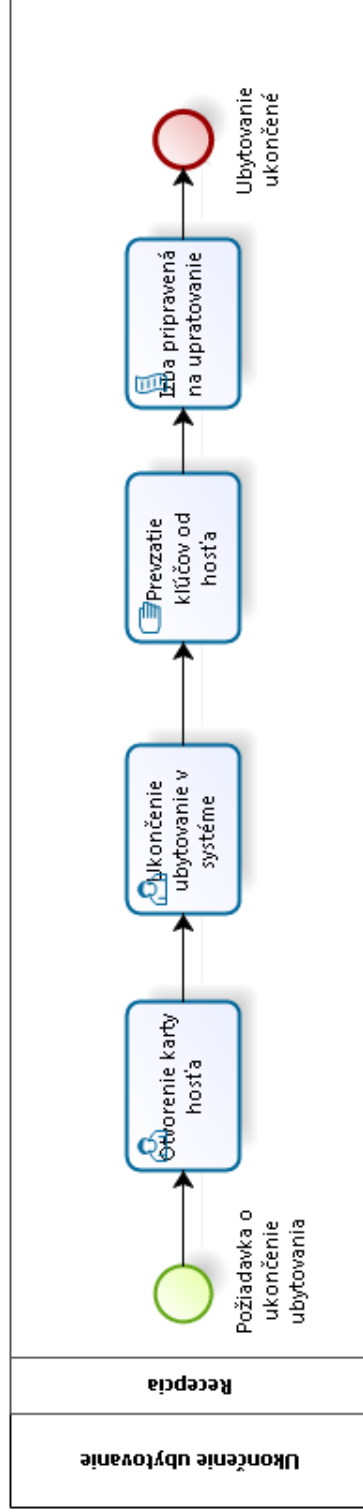 Ukončenie ubytovanie
Recepcia
Požiadavka o
ukončenie
ubytovania
Otvorenie karty
hosťa
Ukončenie
ubytovanie v
systéme
Prevzatie
kľúčov od
hosťa
Izba pripravená
na upratovanie
Ubytovanie
ukončené